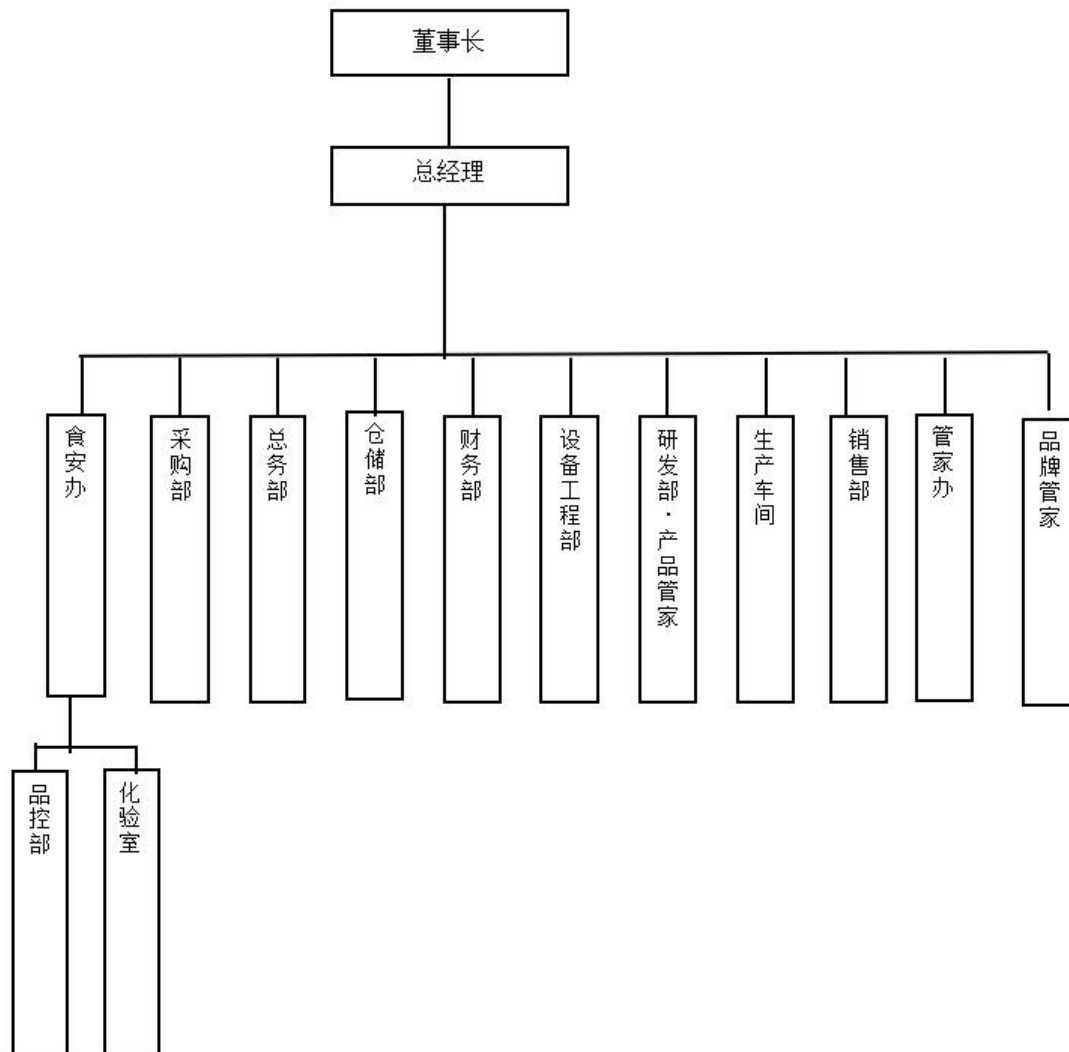 董事长
总经理
食安办
采购部
总务部
仓储部
财务部
设备工程部
研发部·产品管家
生产车间
销售部
管家办
品牌管家
品控部
化验室